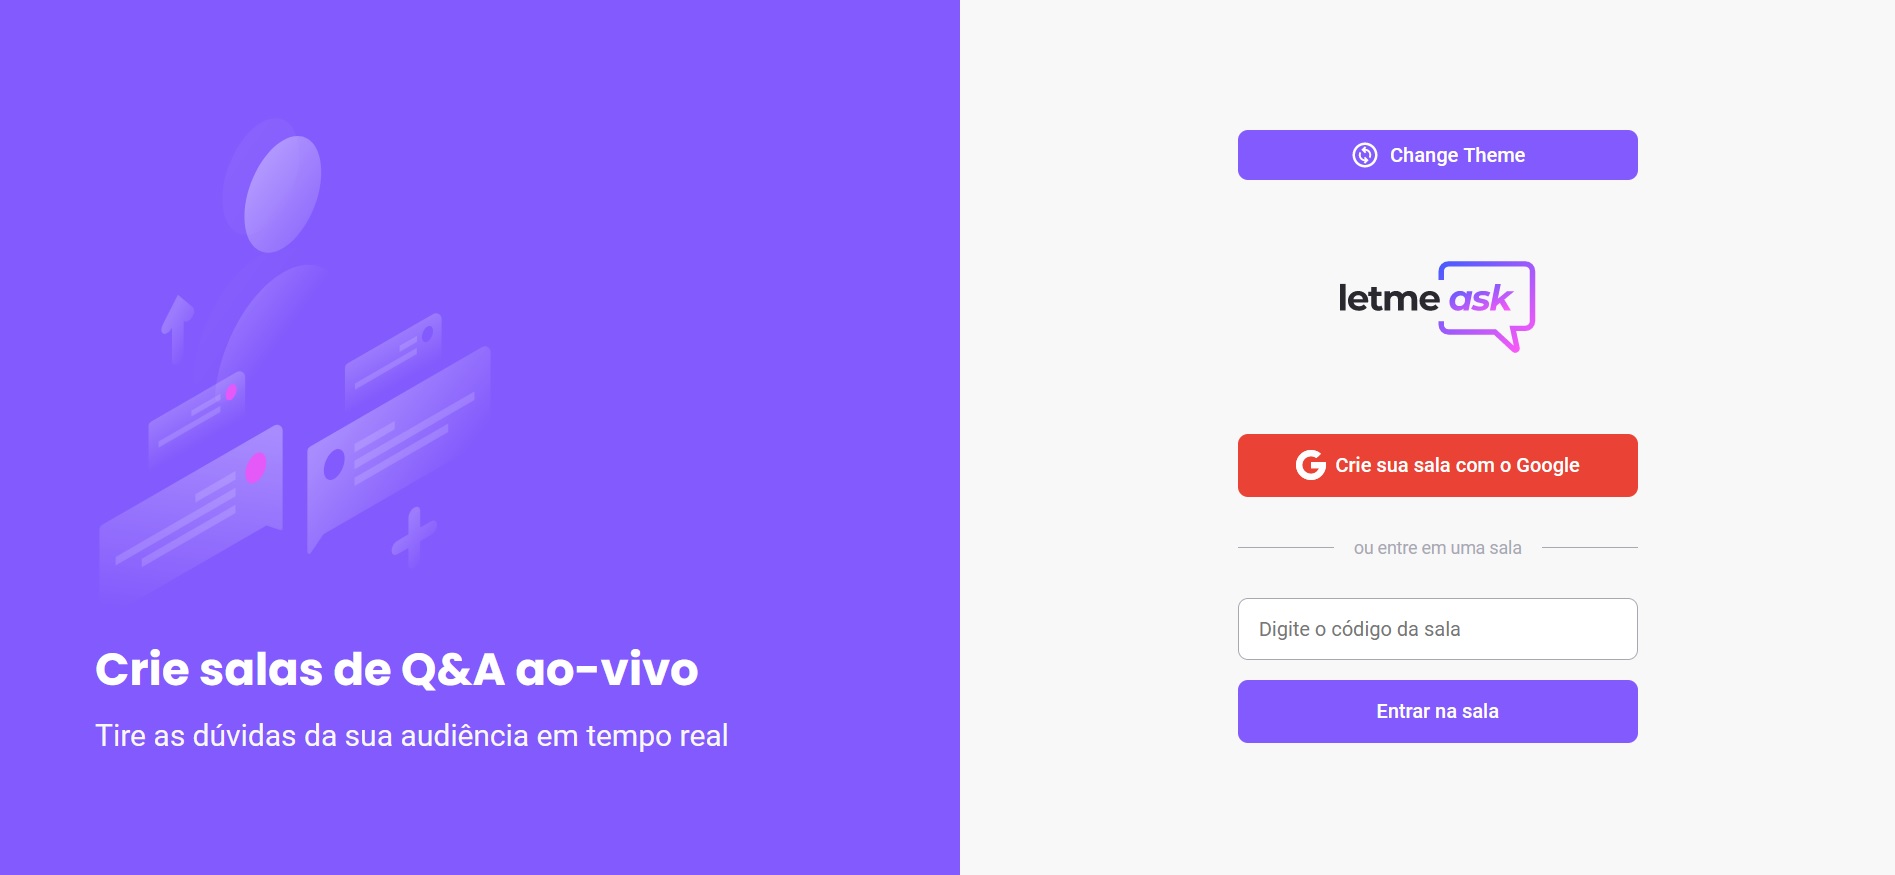 Crie salas de Q&A ao-vivo
Tire as dúvidas da sua audiência em tempo real
Change Theme
letme ask
Crie sua sala com o Google
ou entre em uma sala
Digite o código da sala
Entrar na sala